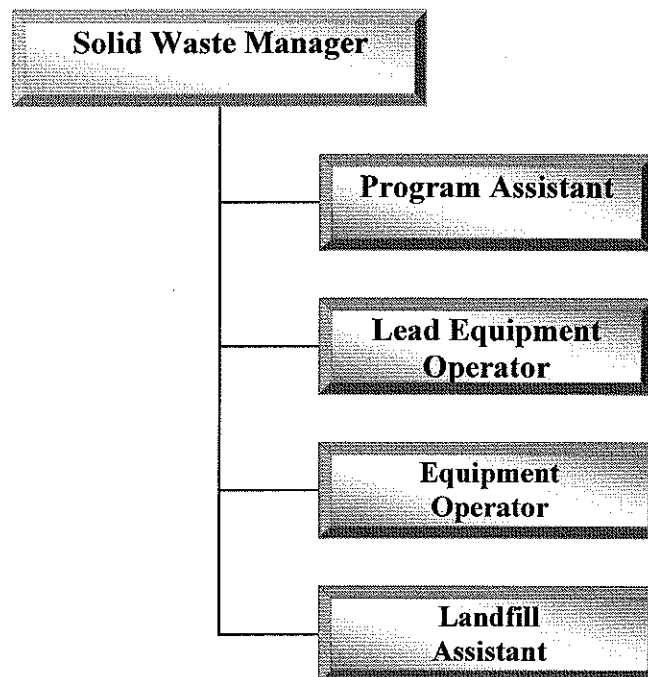 Solid Waste Manager
Program Assistant
Lead Equipment
Operator
Equipment
Operator
Landfill
Assistant